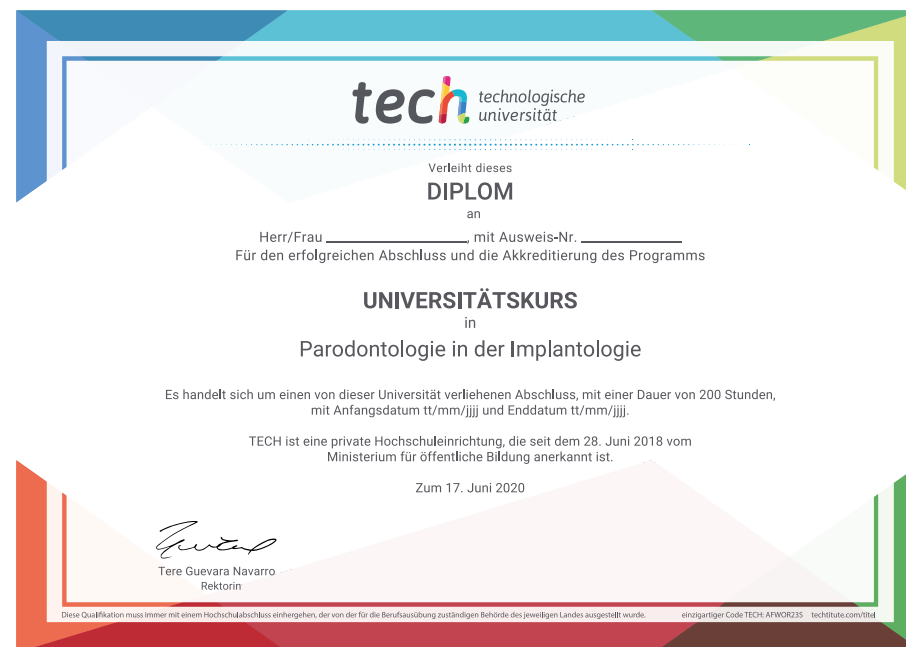 tech technologische
universität
Verleiht dieses
DIPLOM
an
Herr/Frau ____________________, mit Ausweis-Nr. ______________
Für den erfolgreichen Abschluss und die Akkreditierung des Programms
UNIVERSITÄTSKURS
in
Parodontologie in der Implantologie
Es handelt sich um einen von dieser Universität verliehenen Abschluss, mit einer Dauer von 200 Stunden,
mit Anfangsdatum tt/mm/jjjj und Enddatum tt/mm/jjjj.
TECH ist eine private Hochschuleinrichtung, die seit dem 28. Juni 2018 vom
Ministerium für öffentliche Bildung anerkannt ist.
Zum 17. Juni 2020
Tere Guevara Navarro
Rektorin
Diese Qualifikation muss immer mit einem Hochschulabschluss einhergehen, der von der für die Berufsausübung zuständigen Behörde des jeweiligen Landes ausgestellt wurde. einzigartiger Code TECH: AFWOR23S techtitute.com/titel